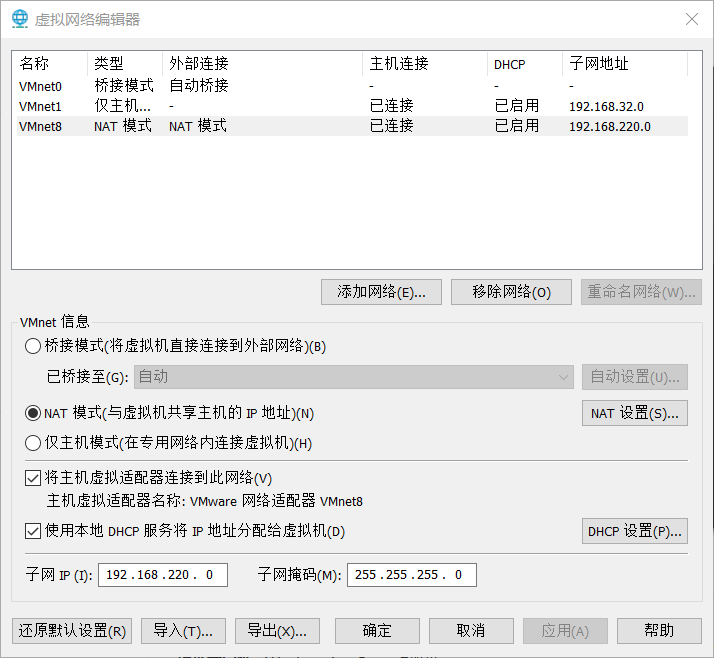 虚拟网络编辑器
名称 类型 外部连接 主机连接 DHCP 子网地址
VMnet0 桥接模式 自动桥接 - - -
VMnet1 仅主机... - 已连接 已启用 192.168.32.0
VMnet8 NAT 模式 NAT 模式 已连接 已启用 192.168.220.0
添加网络(E)... 移除网络(O) 重命名网络(W)...
VMnet 信息
桥接模式(将虚拟机直接连接到外部网络)(B)
已桥接至(G): 自动 自动设置(U)...
NAT 模式(与虚拟机共享主机的 IP 地址)(N) NAT 设置(S)...
仅主机模式(在专用网络内连接虚拟机)(H)
将主机虚拟适配器连接到此网络(V)
主机虚拟适配器名称: VMware 网络适配器 VMnet8
使用本地 DHCP 服务将 IP 地址分配给虚拟机(D) DHCP 设置(P)...
子网 IP (I): 192.168.220. 0 子网掩码(M): 255.255.255. 0
还原默认设置(R) 导入(T)... 导出(X)... 确定 取消 应用(A) 帮助